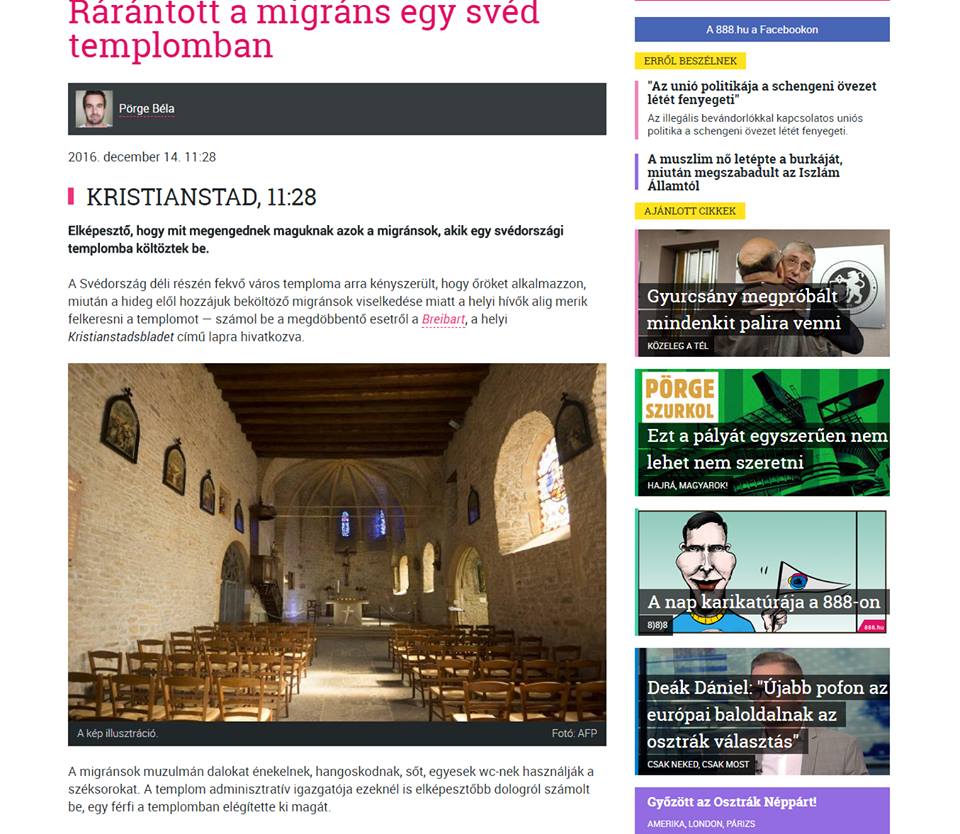 Rárántott a migráns egy svéd
templomban
Pörge Béla
2016. december 14. 11:28
KRISTIANSTAD, 11:28
Elképesztő, hogy mit megengednek maguknak azok a migránsok, akik egy svédországi
templomba költöztek be.
A Svédország déli részén fekvő város temploma arra kényszerült, hogy őröket alkalmazzon,
miután a hideg elől hozzájuk beköltöző migránsok viselkedése miatt a helyi hívők alig merik
felkeresni a templomot — számol be a megdöbbentő esetről a Breibart, a helyi
Kristianstadsbladet című lapra hivatkozva.
A kép illusztráció.
Fotó: AFP
A migránsok muzulmán dalokat énekelnek, hangoskodnak, sőt, egyesek wc-nek használják a
széksorokat. A templom adminisztratív igazgatója ezeknél is elképesztőbb dologról számolt
be, egy férfi a templomban elégítette ki magát.
A 888.hu a Facebookon
ERRŐL BESZÉLNEK
"Az unió politikája a schengeni övezet
létét fenyegeti"
Az illegális bevándorlókkal kapcsolatos uniós
politika a schengeni övezet létét fenyegeti.
A muszlim nő letépte a burkáját,
miután megszabadult az Iszlám
Államtól
AJÁNLOTT CIKKEK
Gyurcsány megpróbált
mindenkit palira venni
KÖZELEG A TÉL
PÖRGE
SZURKOL
Ezt a pályát egyszerűen nem
lehet nem szeretni
HAJRÁ, MAGYAROK!
A nap karikatúrája a 888-on
8)8)8
888.hu
Deák Dániel: "Újabb pofon az
európai baloldalnak az
osztrák választás"
CSAK NEKED, CSAK MOST
Győzött az Osztrák Néppárt!
AMERIKA, LONDON, PÁRIZS